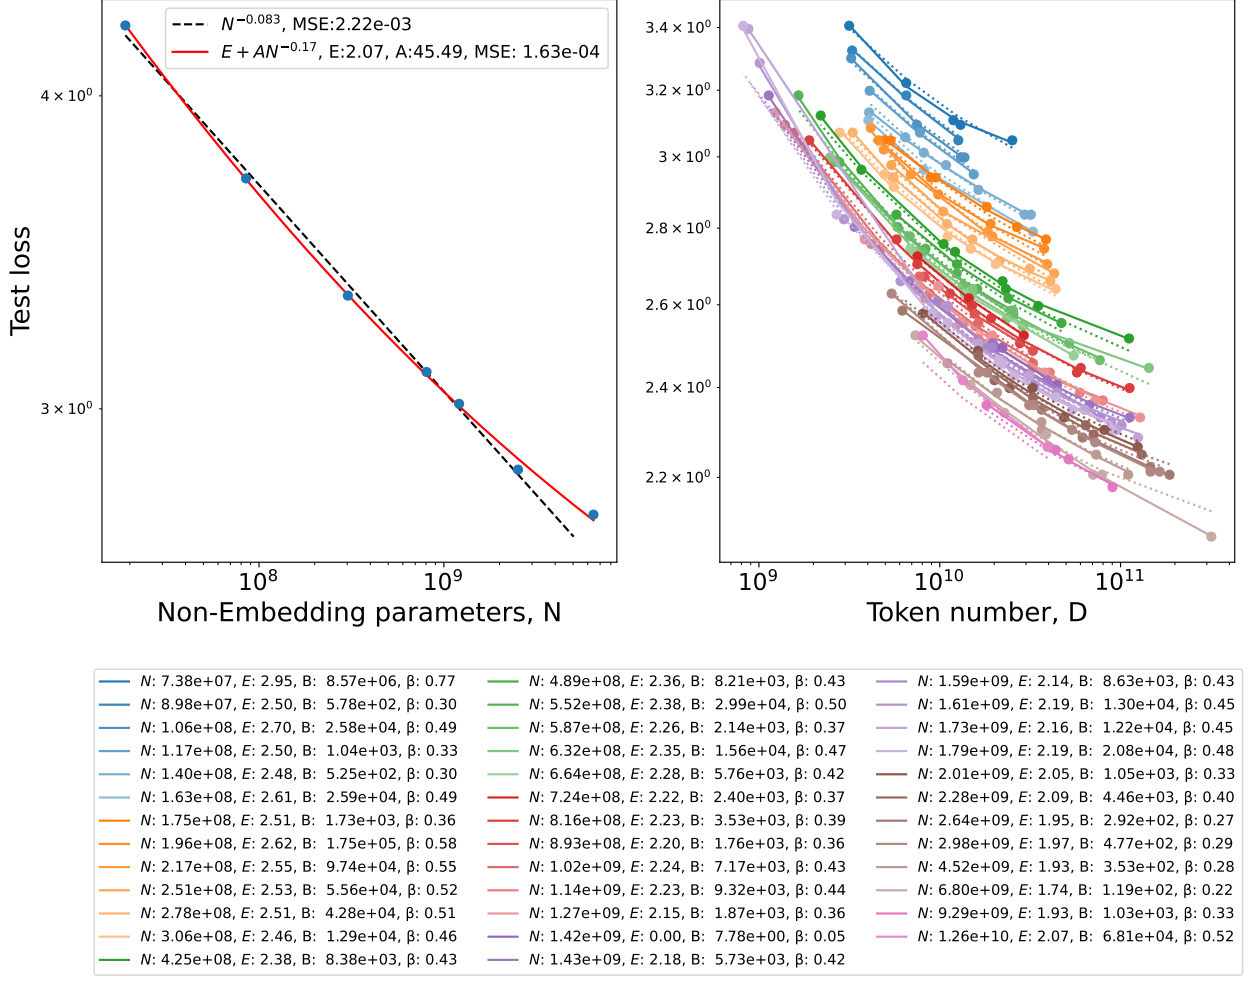 N^{−0.083}, MSE:2.22e-03
E + AN^{−0.17}, E:2.07, A:45.49, MSE: 1.63e-04
4 × 10^0
3 × 10^0
Test loss
10^8
10^9
Non-Embedding parameters, N
3.4 × 10^0
3.2 × 10^0
3 × 10^0
2.8 × 10^0
2.6 × 10^0
2.4 × 10^0
2.2 × 10^0
10^9
10^10
10^11
Token number, D
N: 7.38e+07, E: 2.95, B: 8.57e+06, β: 0.77
N: 8.98e+07, E: 2.50, B: 5.78e+02, β: 0.30
N: 1.06e+08, E: 2.70, B: 2.58e+04, β: 0.49
N: 1.17e+08, E: 2.50, B: 1.04e+03, β: 0.33
N: 1.40e+08, E: 2.48, B: 5.25e+02, β: 0.30
N: 1.63e+08, E: 2.61, B: 2.59e+04, β: 0.49
N: 1.75e+08, E: 2.51, B: 1.73e+03, β: 0.36
N: 1.96e+08, E: 2.62, B: 1.75e+05, β: 0.58
N: 2.17e+08, E: 2.55, B: 9.74e+04, β: 0.55
N: 2.51e+08, E: 2.53, B: 5.56e+04, β: 0.52
N: 2.78e+08, E: 2.51, B: 4.28e+04, β: 0.51
N: 3.06e+08, E: 2.46, B: 1.29e+04, β: 0.46
N: 4.25e+08, E: 2.38, B: 8.38e+03, β: 0.43
N: 4.89e+08, E: 2.36, B: 8.21e+03, β: 0.43
N: 5.52e+08, E: 2.38, B: 2.99e+04, β: 0.50
N: 5.87e+08, E: 2.26, B: 2.14e+03, β: 0.37
N: 6.32e+08, E: 2.35, B: 1.56e+04, β: 0.47
N: 6.64e+08, E: 2.28, B: 5.76e+03, β: 0.42
N: 7.24e+08, E: 2.22, B: 2.40e+03, β: 0.37
N: 8.16e+08, E: 2.23, B: 3.53e+03, β: 0.39
N: 8.93e+08, E: 2.20, B: 1.76e+03, β: 0.36
N: 1.02e+09, E: 2.24, B: 7.17e+03, β: 0.43
N: 1.14e+09, E: 2.23, B: 9.32e+03, β: 0.44
N: 1.27e+09, E: 2.15, B: 1.87e+03, β: 0.36
N: 1.42e+09, E: 0.00, B: 7.78e+00, β: 0.05
N: 1.43e+09, E: 2.18, B: 5.73e+03, β: 0.42
N: 1.59e+09, E: 2.14, B: 8.63e+03, β: 0.43
N: 1.61e+09, E: 2.19, B: 1.30e+04, β: 0.45
N: 1.73e+09, E: 2.16, B: 1.22e+04, β: 0.45
N: 1.79e+09, E: 2.19, B: 2.08e+04, β: 0.48
N: 2.01e+09, E: 2.05, B: 1.05e+03, β: 0.33
N: 2.28e+09, E: 2.09, B: 4.46e+03, β: 0.40
N: 2.64e+09, E: 1.95, B: 2.92e+02, β: 0.27
N: 2.98e+09, E: 1.97, B: 4.77e+02, β: 0.29
N: 4.52e+09, E: 1.93, B: 3.53e+02, β: 0.28
N: 6.80e+09, E: 1.74, B: 1.19e+02, β: 0.22
N: 9.29e+09, E: 1.93, B: 1.03e+03, β: 0.33
N: 1.26e+10, E: 2.07, B: 6.81e+04, β: 0.52